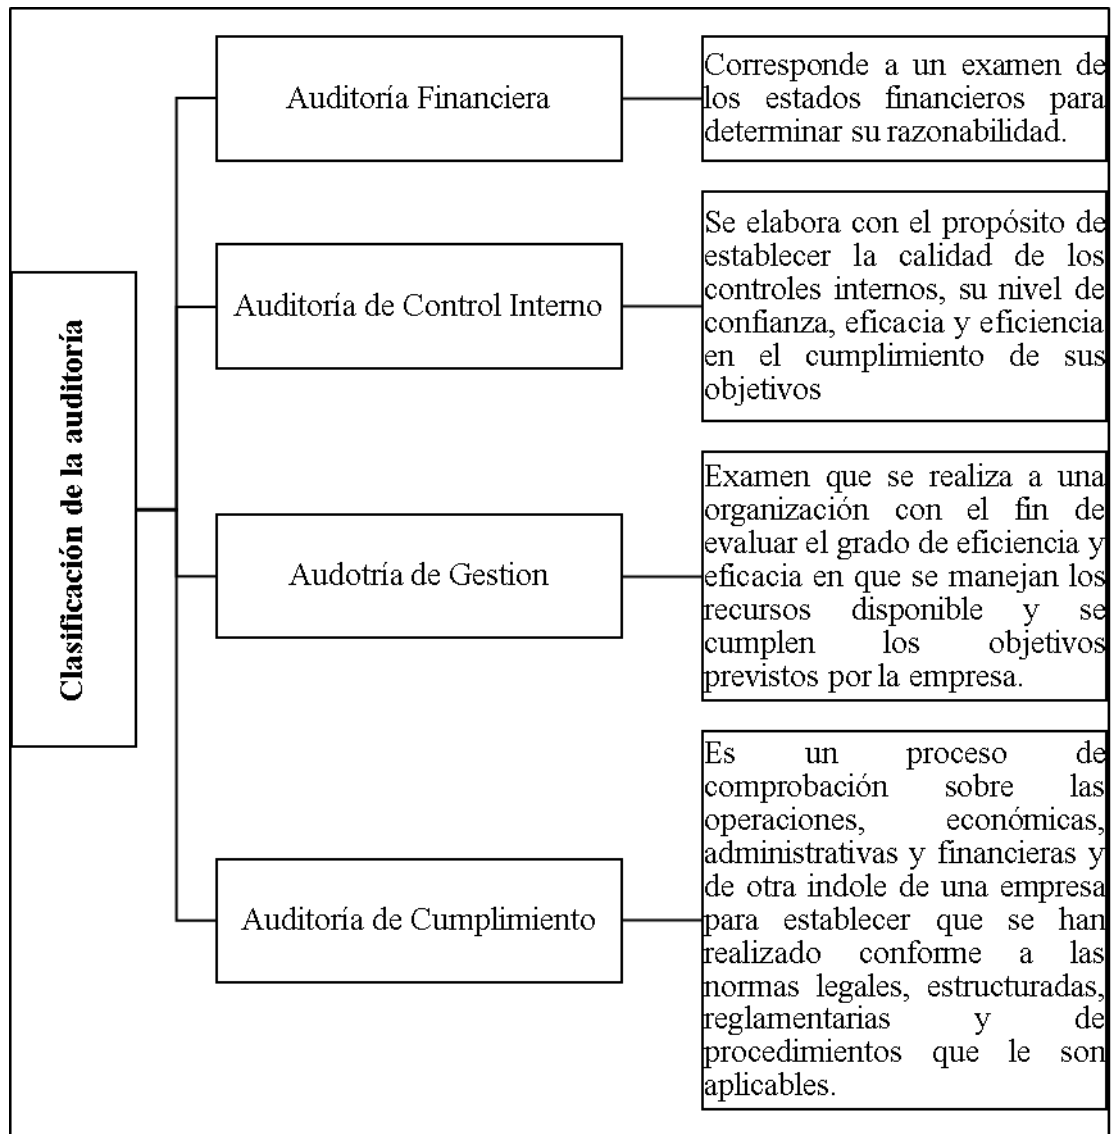 Clasificación de la auditoría
Auditoría Financiera
Corresponde a un examen de
los estados financieros para
determinar su razonabilidad.
Auditoría de Control Interno
Se elabora con el propósito de
establecer la calidad de los
controles internos, su nivel de
confianza, eficacia y eficiencia
en el cumplimiento de sus
objetivos
Audotría de Gestion
Examen que se realiza a una
organización con el fin de
evaluar el grado de eficiencia y
eficacia en que se manejan los
recursos disponible y se
cumplen los objetivos
previstos por la empresa.
Auditoría de Cumplimiento
Es un proceso de
comprobación sobre las
operaciones, económicas,
administrativas y financieras y
de otra indole de una empresa
para establecer que se han
realizado conforme a las
normas legales, estructuradas,
reglamentarias y de
procedimientos que le son
aplicables.